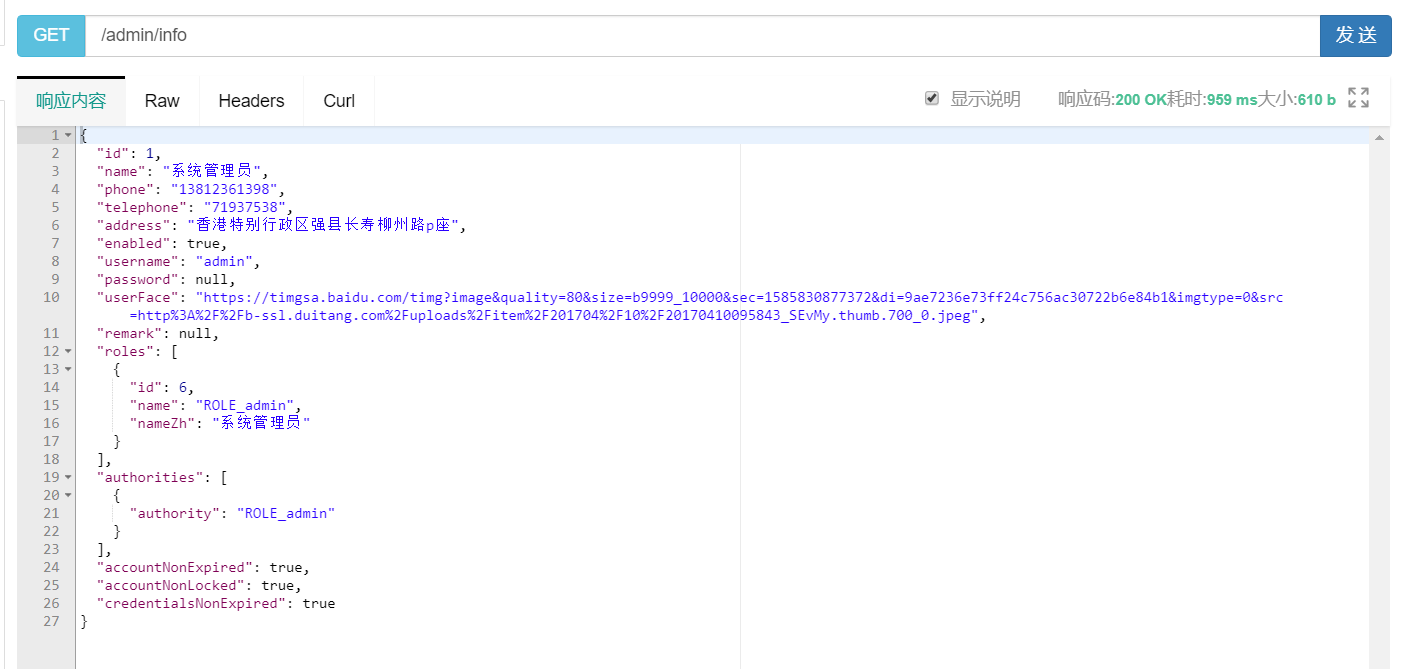 GET /admin/info 发 送
响应内容 Raw Headers Curl 显示说明 响应码:200 OK耗时:959 ms大小:610 b
1 {
2 "id": 1,
3 "name": "系统管理员",
4 "phone": "13812361398",
5 "telephone": "71937538",
6 "address": "香港特别行政区强县长寿柳州路p座",
7 "enabled": true,
8 "username": "admin",
9 "password": null,
10 "userFace": "https://timgsa.baidu.com/timg?image&quality=80&size=b9999_10000&sec=1585830877372&di=9ae7236e73ff24c756ac30722b6e84b1&imgtype=0&src
=http%3A%2F%2Fb-ssl.duitang.com%2Fuploads%2Fitem%2F201704%2F10%2F20170410095843_SEvMy.thumb.700_0.jpeg",
11 "remark": null,
12 "roles": [
13 {
14 "id": 6,
15 "name": "ROLE_admin",
16 "nameZh": "系统管理员"
17 }
18 ],
19 "authorities": [
20 {
21 "authority": "ROLE_admin"
22 }
23 ],
24 "accountNonExpired": true,
25 "accountNonLocked": true,
26 "credentialsNonExpired": true
27 }